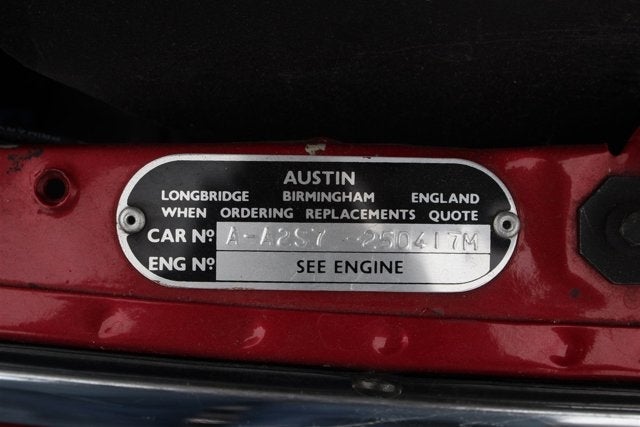 AUSTIN
LONGBRIDGE BIRMINGHAM ENGLAND
WHEN ORDERING REPLACEMENTS QUOTE
CAR Nº A-A2S7-250417M
ENG Nº SEE ENGINE